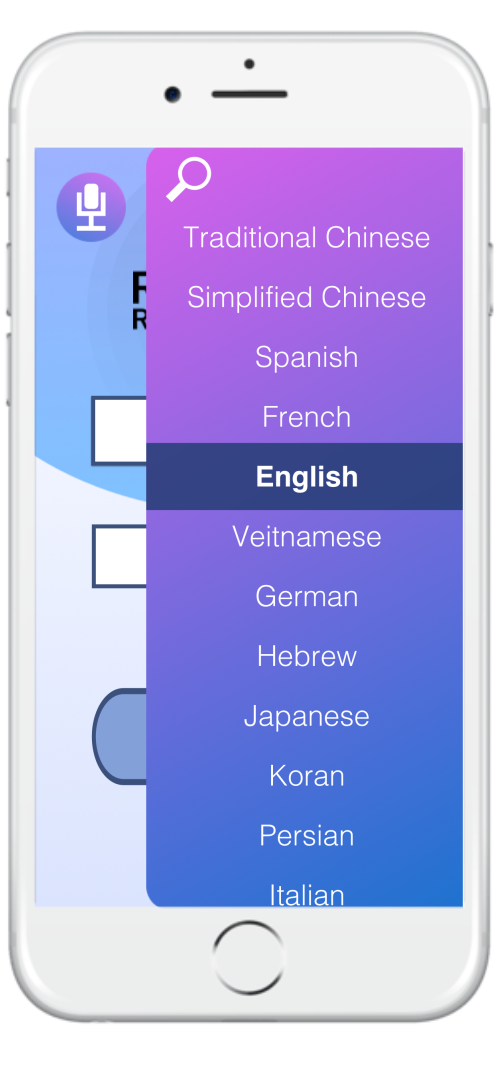 Traditional Chinese
Simplified Chinese
Spanish
French
English
Veitnamese
German
Hebrew
Japanese
Koran
Persian
Italian